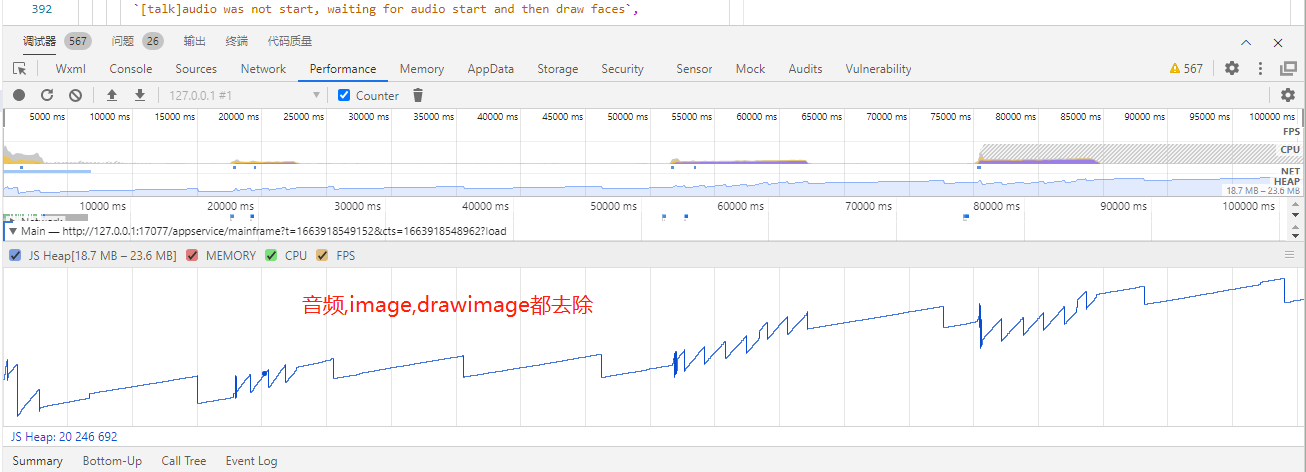 392 `[talk]audio was not start, waiting for audio start and then draw faces`,
调试器 567 问题 26 输出 终端 代码质量
Wxml Console Sources Network Performance Memory AppData Storage Security Sensor Mock Audits Vulnerability 567
127.0.0.1 #1 Counter
5000 ms 10000 ms 15000 ms 20000 ms 25000 ms 30000 ms 35000 ms 40000 ms 45000 ms 50000 ms 55000 ms 60000 ms 65000 ms 70000 ms 75000 ms 80000 ms 85000 ms 90000 ms 95000 ms 100000 ms
FPS
CPU
NET
HEAP
18.7 MB – 23.6 MB
10000 ms 20000 ms 30000 ms 40000 ms 50000 ms 60000 ms 70000 ms 80000 ms 90000 ms 100000 ms
Network
Main — http://127.0.0.1:17077/appservice/mainframe?t=1663918549152&cts=1663918548962?load
JS Heap[18.7 MB – 23.6 MB] MEMORY CPU FPS
音频,image,drawimage都去除
JS Heap: 20 246 692
Summary Bottom-Up Call Tree Event Log